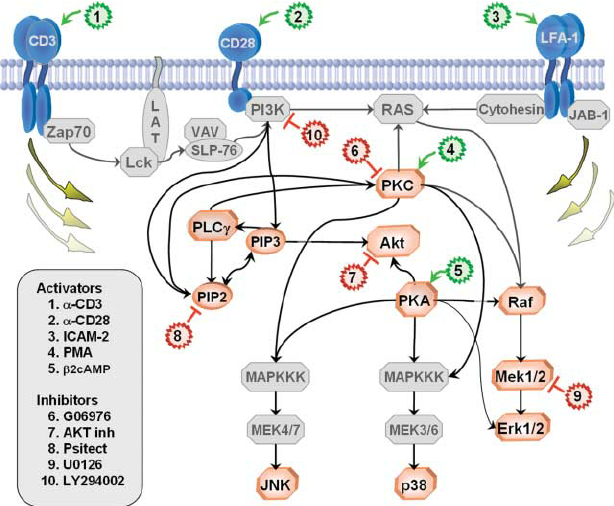 1
2
3
CD3
CD28
LFA-1
LAT
PI3K
RAS
Cytohesin
JAB-1
Zap70
VAV
SLP-76
Lck
10
6
4
PKC
PLCγ
PIP3
Akt
7
5
PIP2
PKA
Raf
8
MAPKKK
MAPKKK
Mek1/2
9
MEK4/7
MEK3/6
Erk1/2
JNK
p38
Activators
1. α-CD3
2. α-CD28
3. ICAM-2
4. PMA
5. β2cAMP
Inhibitors
6. G06976
7. AKT inh
8. Psitect
9. U0126
10. LY294002